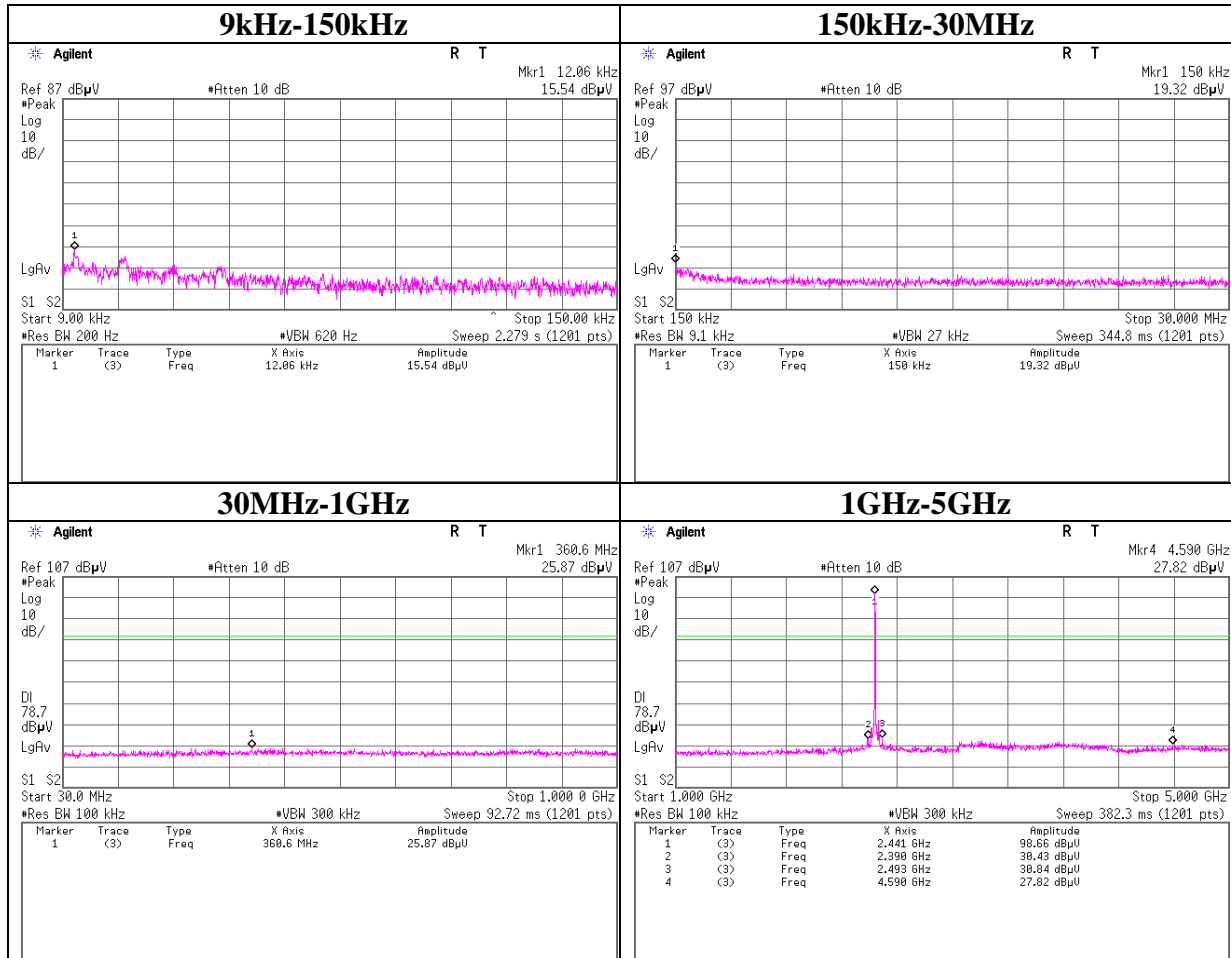 9kHz-150kHz
Agilent R T
Mkr1 12.06 kHz
Ref 87 dBµV #Atten 10 dB 15.54 dBµV
#Peak
Log
10
dB/
1
LgAv
S1 S2
Start 9.00 kHz ^ Stop 150.00 kHz
#Res BW 200 Hz #VBW 620 Hz Sweep 2.279 s (1201 pts)
Marker Trace Type X Axis Amplitude
1 (3) Freq 12.06 kHz 15.54 dBµV
150kHz-30MHz
Agilent R T
Mkr1 150 kHz
Ref 97 dBµV #Atten 10 dB 19.32 dBµV
#Peak
Log
10
dB/
1
LgAv
S1 S2
Start 150 kHz Stop 30.000 MHz
#Res BW 9.1 kHz #VBW 27 kHz Sweep 344.8 ms (1201 pts)
Marker Trace Type X Axis Amplitude
1 (3) Freq 150 kHz 19.32 dBµV
30MHz-1GHz
Agilent R T
Mkr1 360.6 MHz
Ref 107 dBµV #Atten 10 dB 25.87 dBµV
#Peak
Log
10
dB/
DI
78.7
dBµV
1
LgAv
S1 S2
Start 30.0 MHz Stop 1.000 0 GHz
#Res BW 100 kHz #VBW 300 kHz Sweep 92.72 ms (1201 pts)
Marker Trace Type X Axis Amplitude
1 (3) Freq 360.6 MHz 25.87 dBµV
1GHz-5GHz
Agilent R T
Mkr4 4.590 GHz
Ref 107 dBµV #Atten 10 dB 27.82 dBµV
#Peak
Log
1
10
dB/
DI
78.7
dBµV
2 3 4
LgAv
S1 S2
Start 1.000 GHz Stop 5.000 GHz
#Res BW 100 kHz #VBW 300 kHz Sweep 382.3 ms (1201 pts)
Marker Trace Type X Axis Amplitude
1 (3) Freq 2.441 GHz 98.66 dBµV
2 (3) Freq 2.390 GHz 30.43 dBµV
3 (3) Freq 2.493 GHz 30.84 dBµV
4 (3) Freq 4.590 GHz 27.82 dBµV